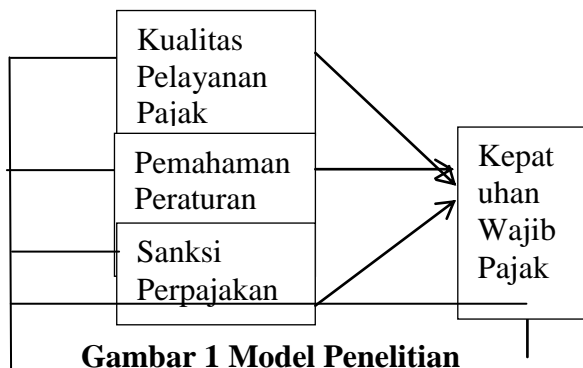 Kualitas
Pelayanan
Pajak
Pemahaman
Peraturan
Sanksi
Perpajakan
Kepat
uhan
Wajib
Pajak
Gambar 1 Model Penelitian